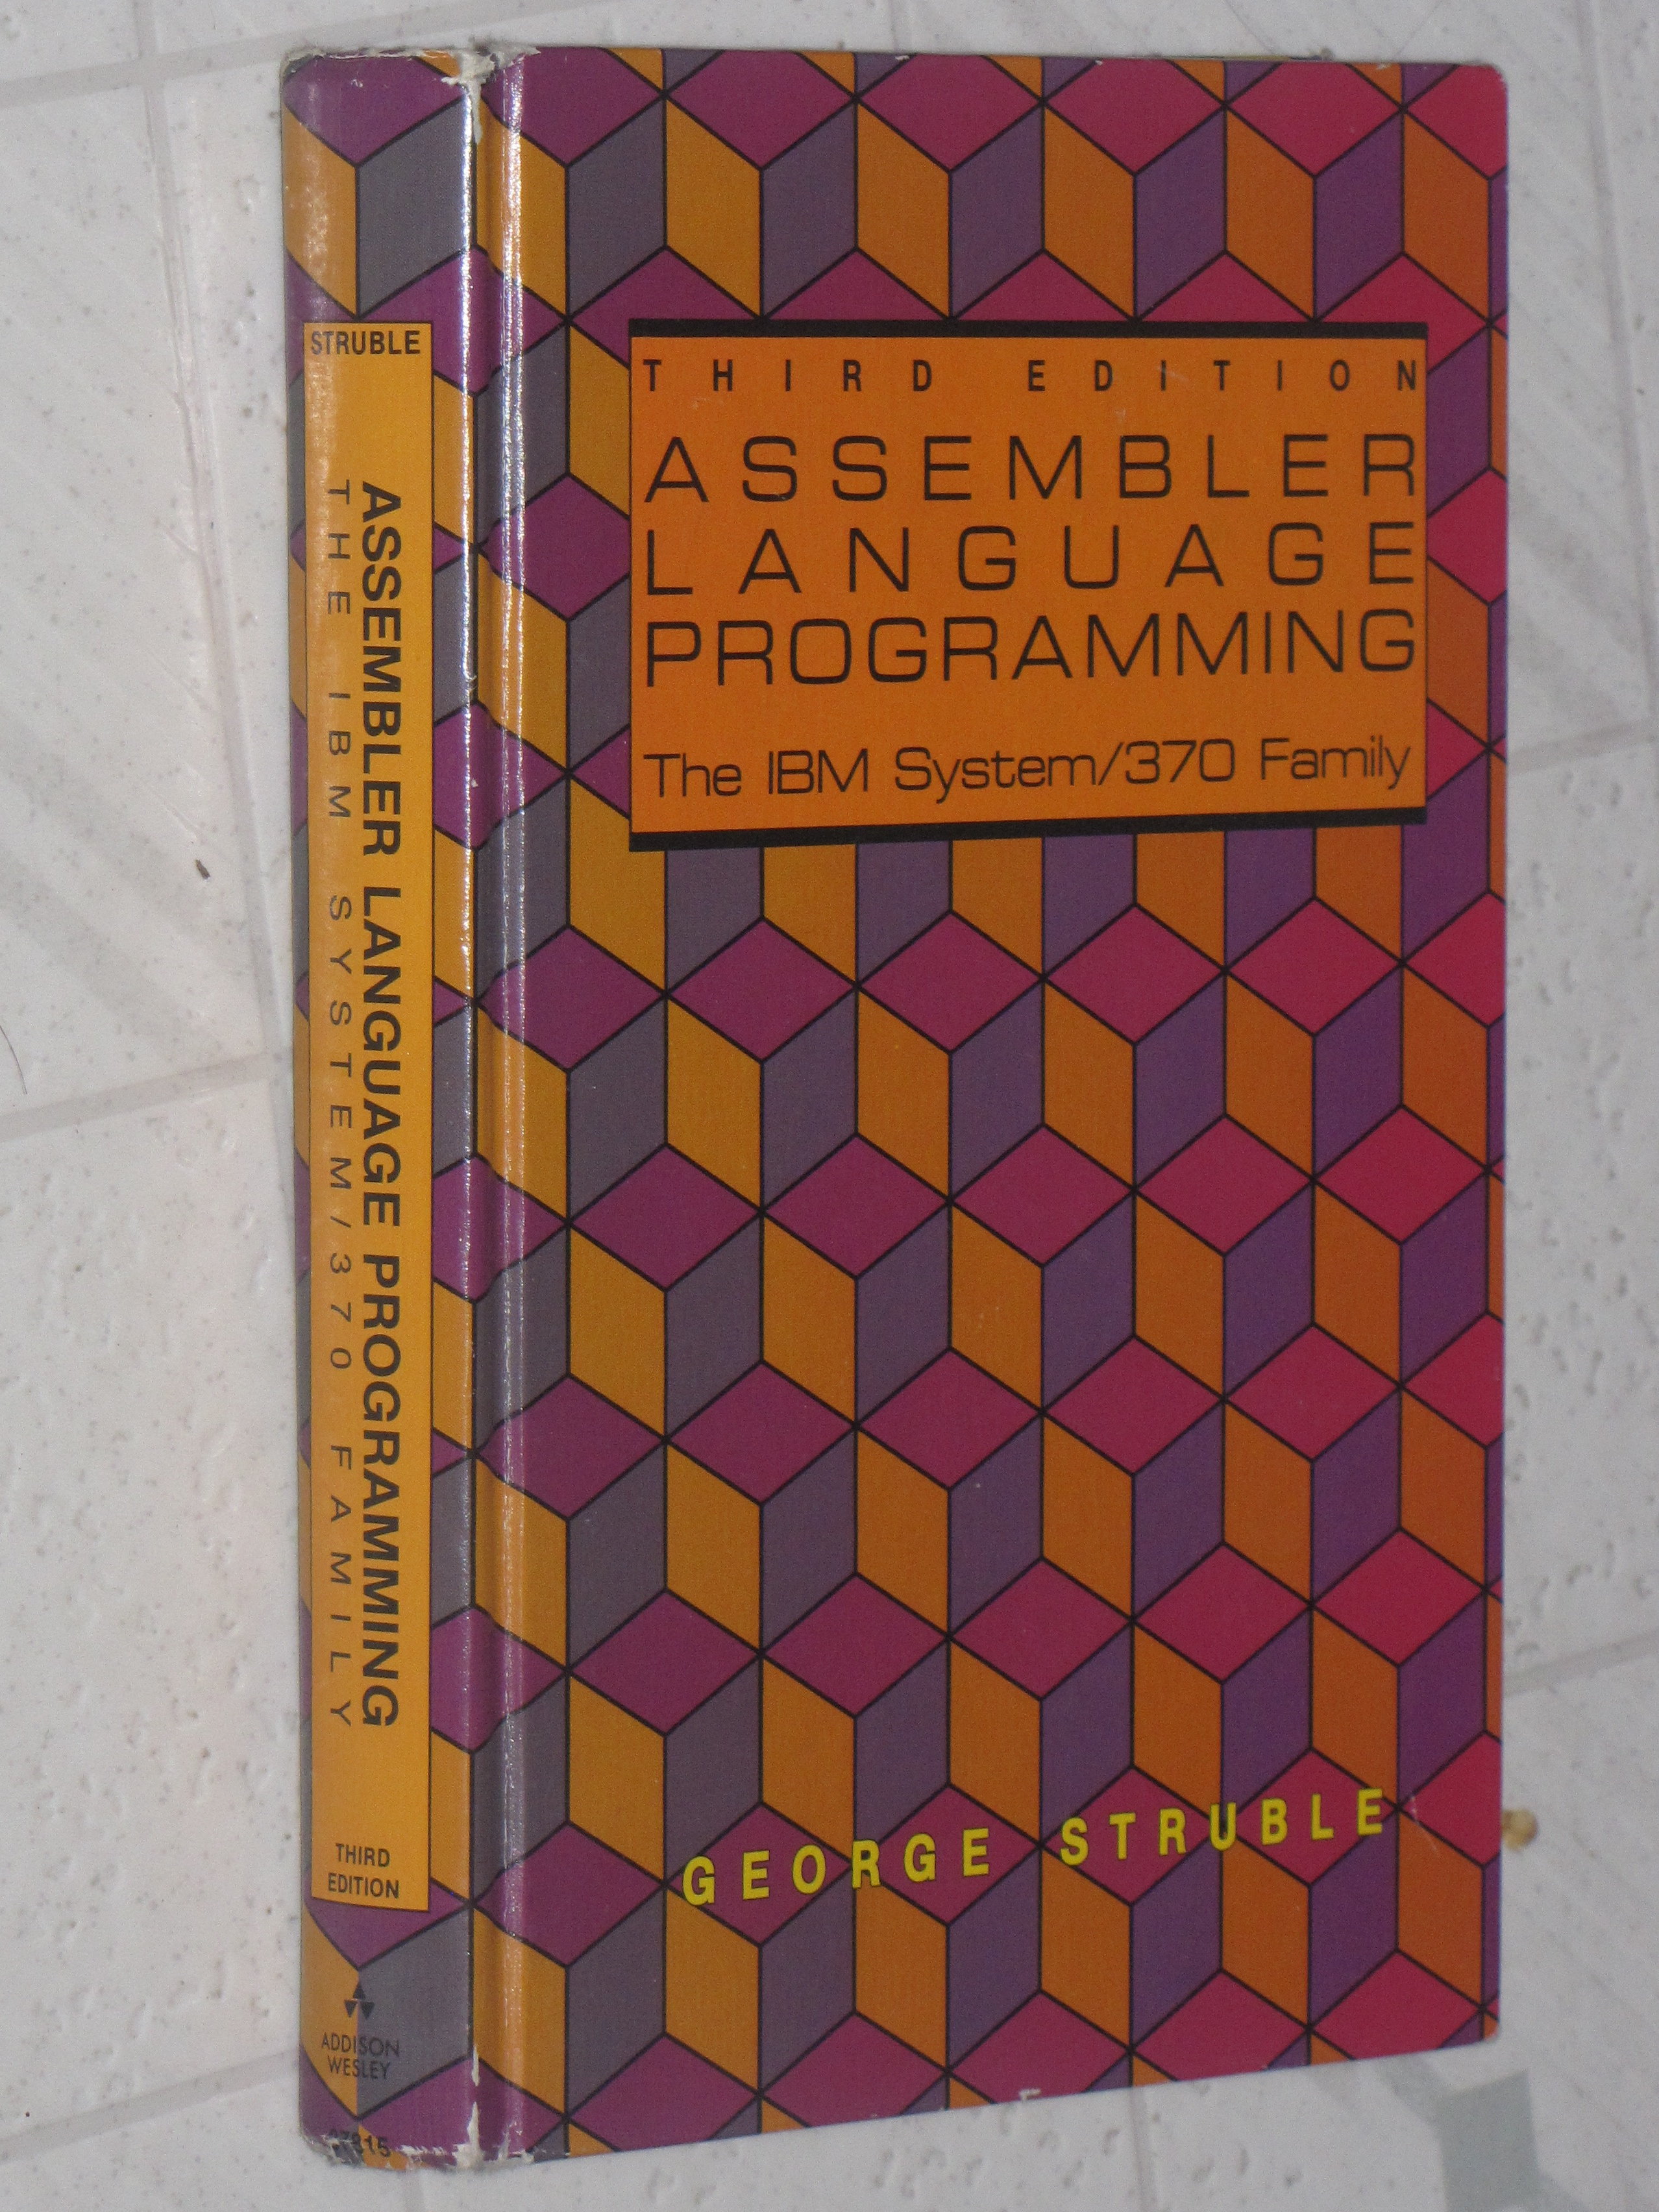 STRUBLE
ASSEMBLER LANGUAGE PROGRAMMING
THE IBM SYSTEM/370 FAMILY
THIRD
EDITION
ADDISON
WESLEY
THIRD EDITION
ASSEMBLER
LANGUAGE
PROGRAMMING
The IBM System/370 Family
GEORGE STRUBLE